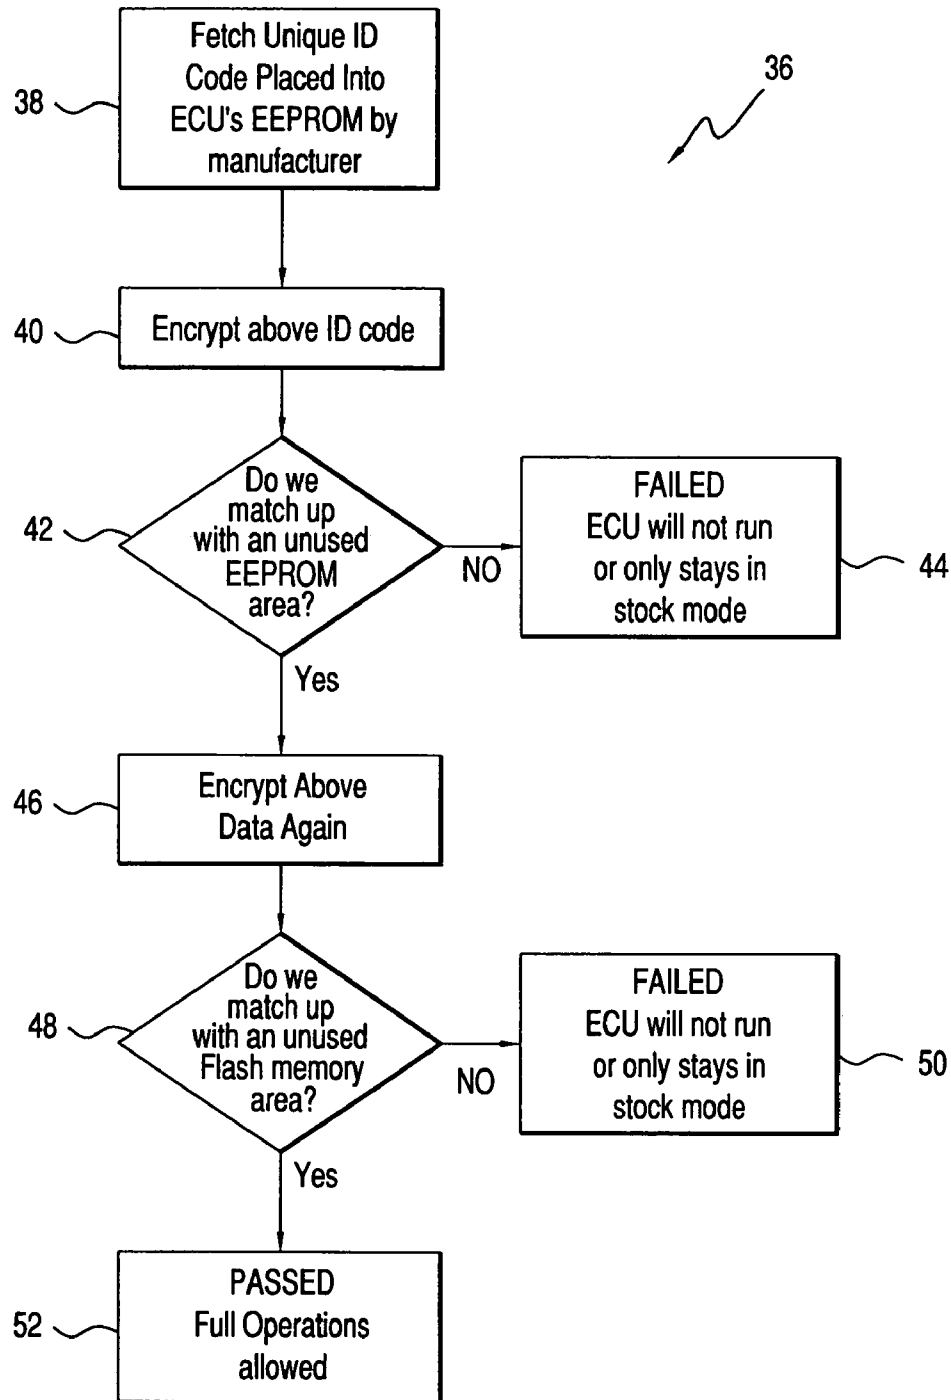 Fetch Unique ID
Code Placed Into
ECU's EEPROM by
manufacturer
38
36
40
Encrypt above ID code
42
Do we
match up
with an unused
EEPROM
area?
NO
FAILED
ECU will not run
or only stays in
stock mode
44
Yes
46
Encrypt Above
Data Again
48
Do we
match up
with an unused
Flash memory
area?
NO
FAILED
ECU will not run
or only stays in
stock mode
50
Yes
52
PASSED
Full Operations
allowed